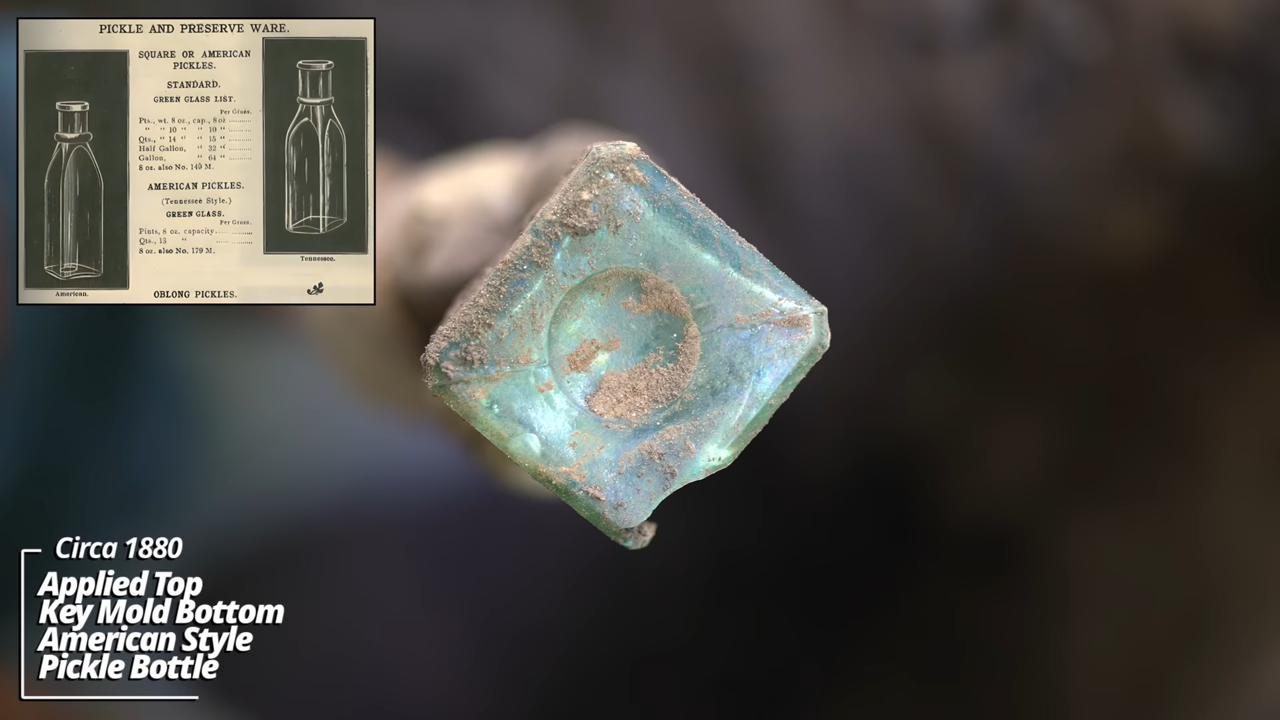 PICKLE AND PRESERVE WARE.
SQUARE OR AMERICAN
PICKLES.
STANDARD.
GREEN GLASS LIST.
Per Gross.
Pts., wt. 8 oz., cap., 8 oz
" " 10 " " 10 "
Qts., " 14 " " 15 "
Half Gallon, " 32 "
Gallon, " 64 "
8 oz. also No. 140 M.
AMERICAN PICKLES.
(Tennessee Style.)
GREEN GLASS.
Per Gross.
Pints, 8 oz. capacity
Qts., 13 "
8 oz. also No. 179 M.
Tennessee.
American.
OBLONG PICKLES.
Circa 1880
Applied Top
Key Mold Bottom
American Style
Pickle Bottle